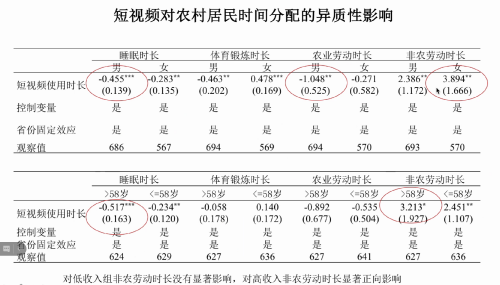 短视频对农村居民时间分配的异质性影响
睡眠时长 体育锻炼时长 农业劳动时长 非农劳动时长
男 女 男 女 男 女 男 女
短视频使用时长 -0.455*** -0.283** -0.463** 0.478*** -1.048** -0.271 2.386** 3.894**
(0.139) (0.135) (0.202) (0.169) (0.525) (0.582) (1.172) (1.666)
控制变量 是 是 是 是 是 是 是 是
省份固定效应 是 是 是 是 是 是 是 是
观察值 686 567 694 569 694 570 693 570
睡眠时长 体育锻炼时长 农业劳动时长 非农劳动时长
>58岁 <=58岁 >58岁 <=58岁 >58岁 <=58岁 >58岁 <=58岁
短视频使用时长 -0.517*** -0.234** -0.058 0.140 -0.892 -0.535 3.213* 2.451**
(0.163) (0.120) (0.178) (0.172) (0.677) (0.504) (1.927) (1.107)
控制变量 是 是 是 是 是 是 是 是
省份固定效应 是 是 是 是 是 是 是 是
观察值 624 629 627 636 627 641 627 636
对低收入组非农劳动时长没有显著影响，对高收入非农劳动时长显著正向影响